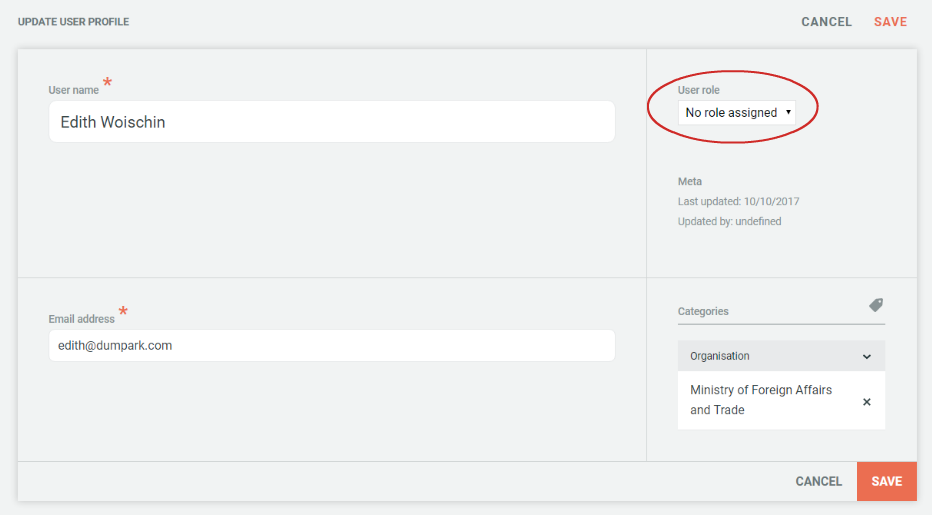 UPDATE USER PROFILE
CANCEL SAVE
User name *
Edith Woischin
User role
No role assigned
Meta
Last updated: 10/10/2017
Updated by: undefined
Email address *
edith@dumpark.com
Categories
Organisation
Ministry of Foreign Affairs
and Trade
CANCEL SAVE